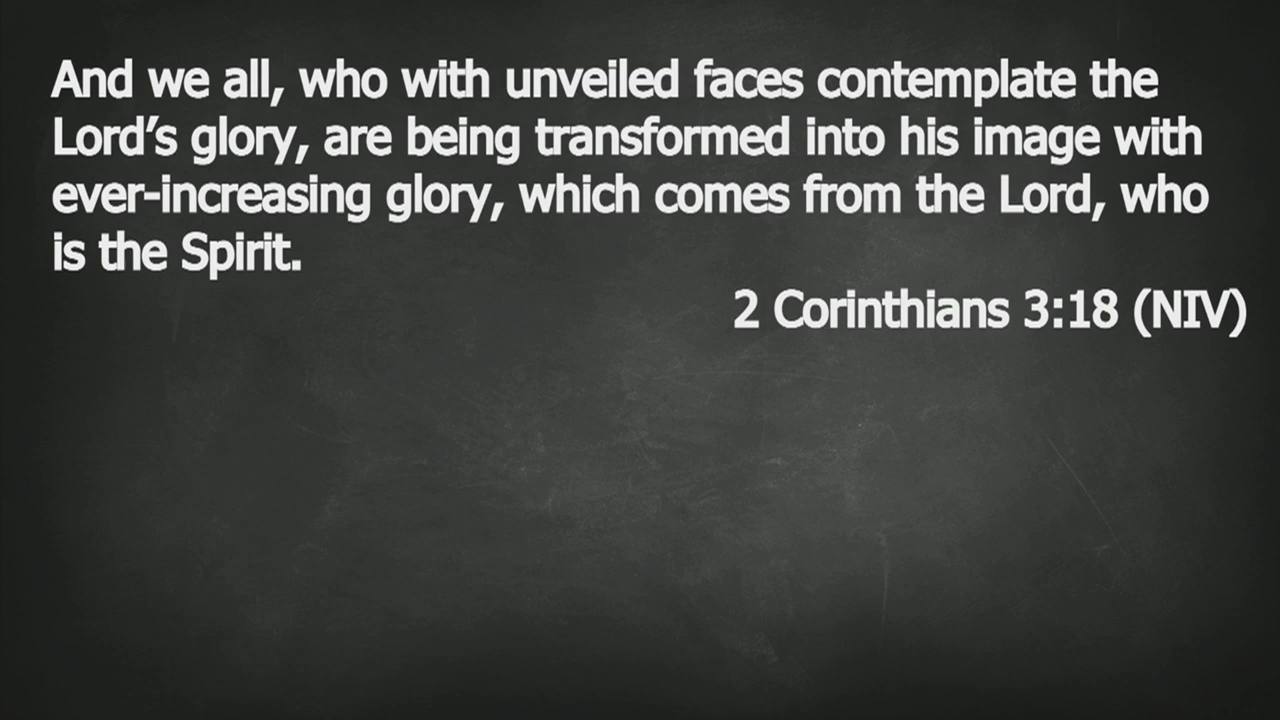 And we all, who with unveiled faces contemplate the
Lord’s glory, are being transformed into his image with
ever-increasing glory, which comes from the Lord, who
is the Spirit.
2 Corinthians 3:18 (NIV)